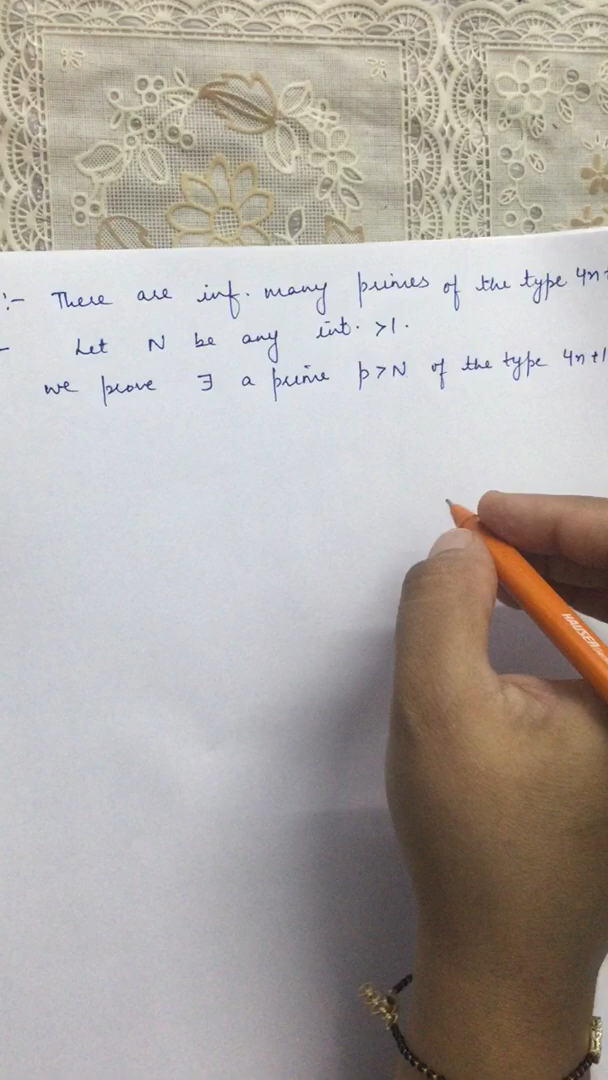 :- There are inf. many primes of the type 4n+
- Let N be any int. >1.
we prove ∃ a prime p>N of the type 4n+1
HAUSER